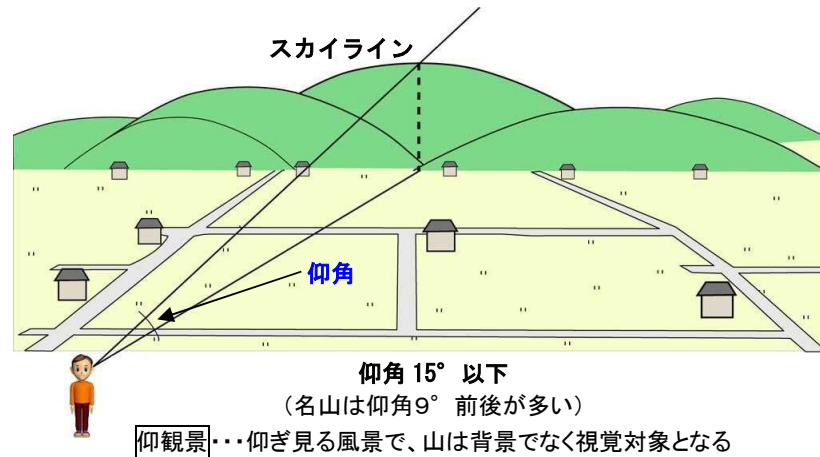 スカイライン
仰角
仰角15°以下
（名山は仰角9°前後が多い）
仰観景・・・仰ぎ見る風景で、山は背景でなく視覚対象となる